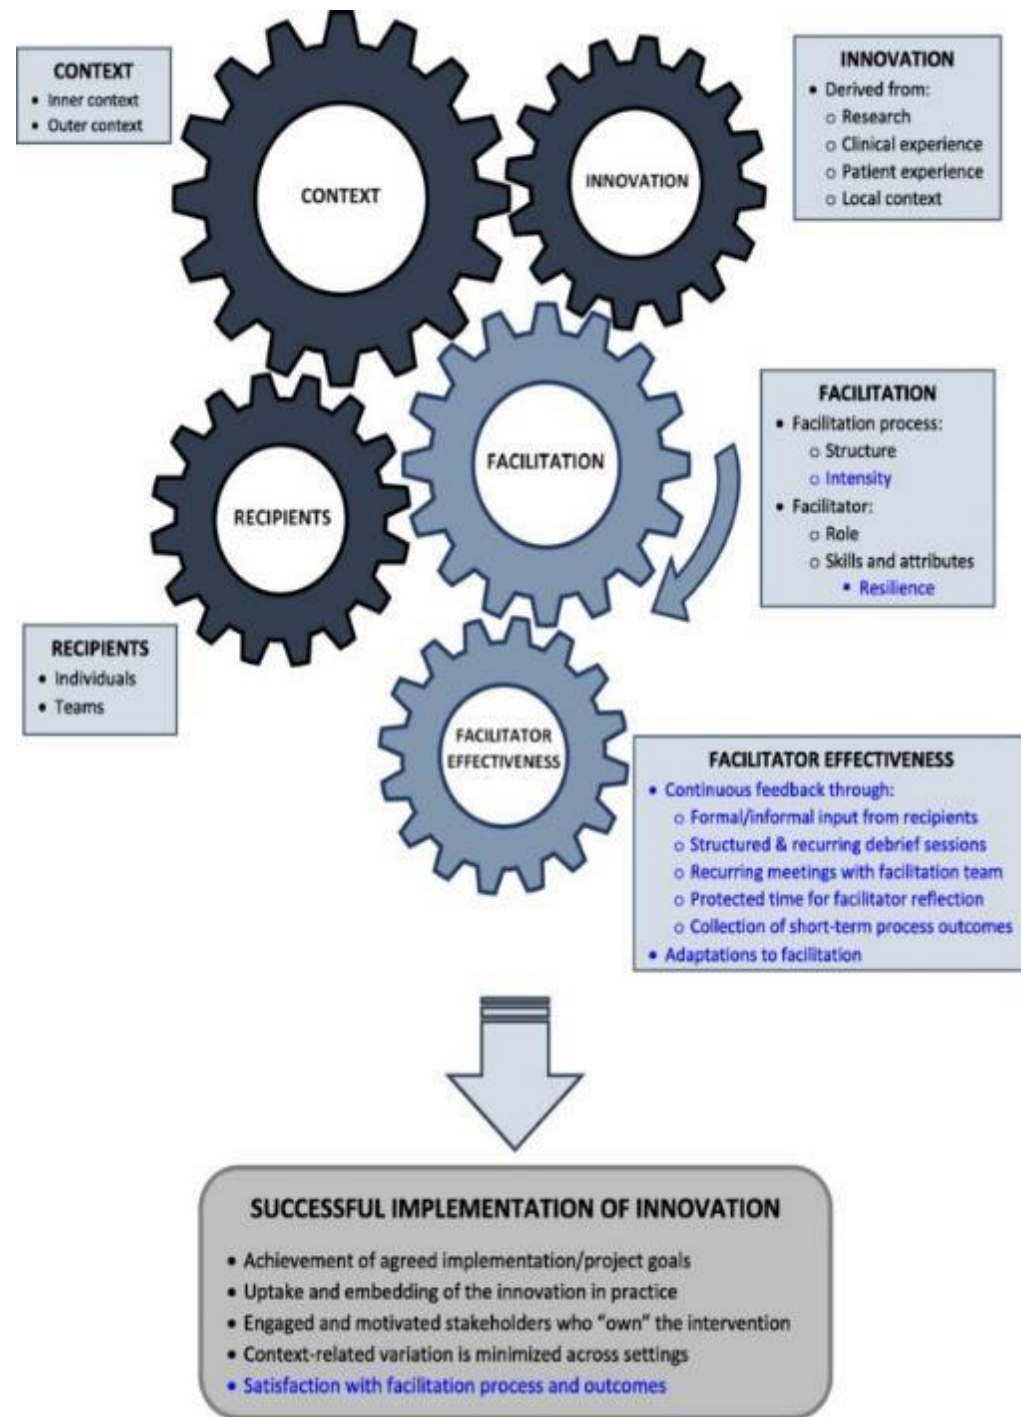 CONTEXT
• Inner context
• Outer context
CONTEXT
INNOVATION
INNOVATION
• Derived from:
o Research
o Clinical experience
o Patient experience
o Local context
FACILITATION
FACILITATION
• Facilitation process:
o Structure
o Intensity
• Facilitator:
o Role
o Skills and attributes
▪ Resilience
RECIPIENTS
RECIPIENTS
• Individuals
• Teams
FACILITATOR
EFFECTIVENESS
FACILITATOR EFFECTIVENESS
• Continuous feedback through:
o Formal/informal input from recipients
o Structured & recurring debrief sessions
o Recurring meetings with facilitation team
o Protected time for facilitator reflection
o Collection of short-term process outcomes
• Adaptations to facilitation
SUCCESSFUL IMPLEMENTATION OF INNOVATION
• Achievement of agreed implementation/project goals
• Uptake and embedding of the innovation in practice
• Engaged and motivated stakeholders who “own” the intervention
• Context-related variation is minimized across settings
• Satisfaction with facilitation process and outcomes